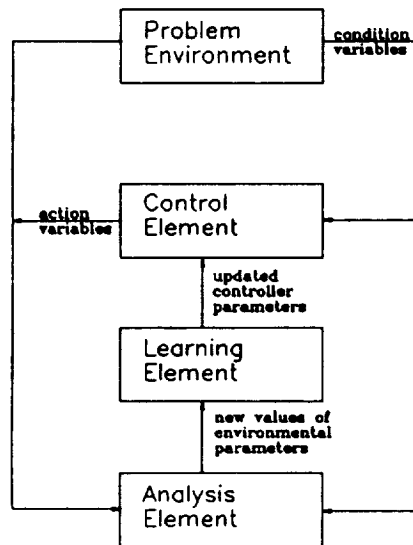 Problem
Environment
condition
variables
Control
Element
action
variables
updated
controller
parameters
Learning
Element
new values of
environmental
parameters
Analysis
Element